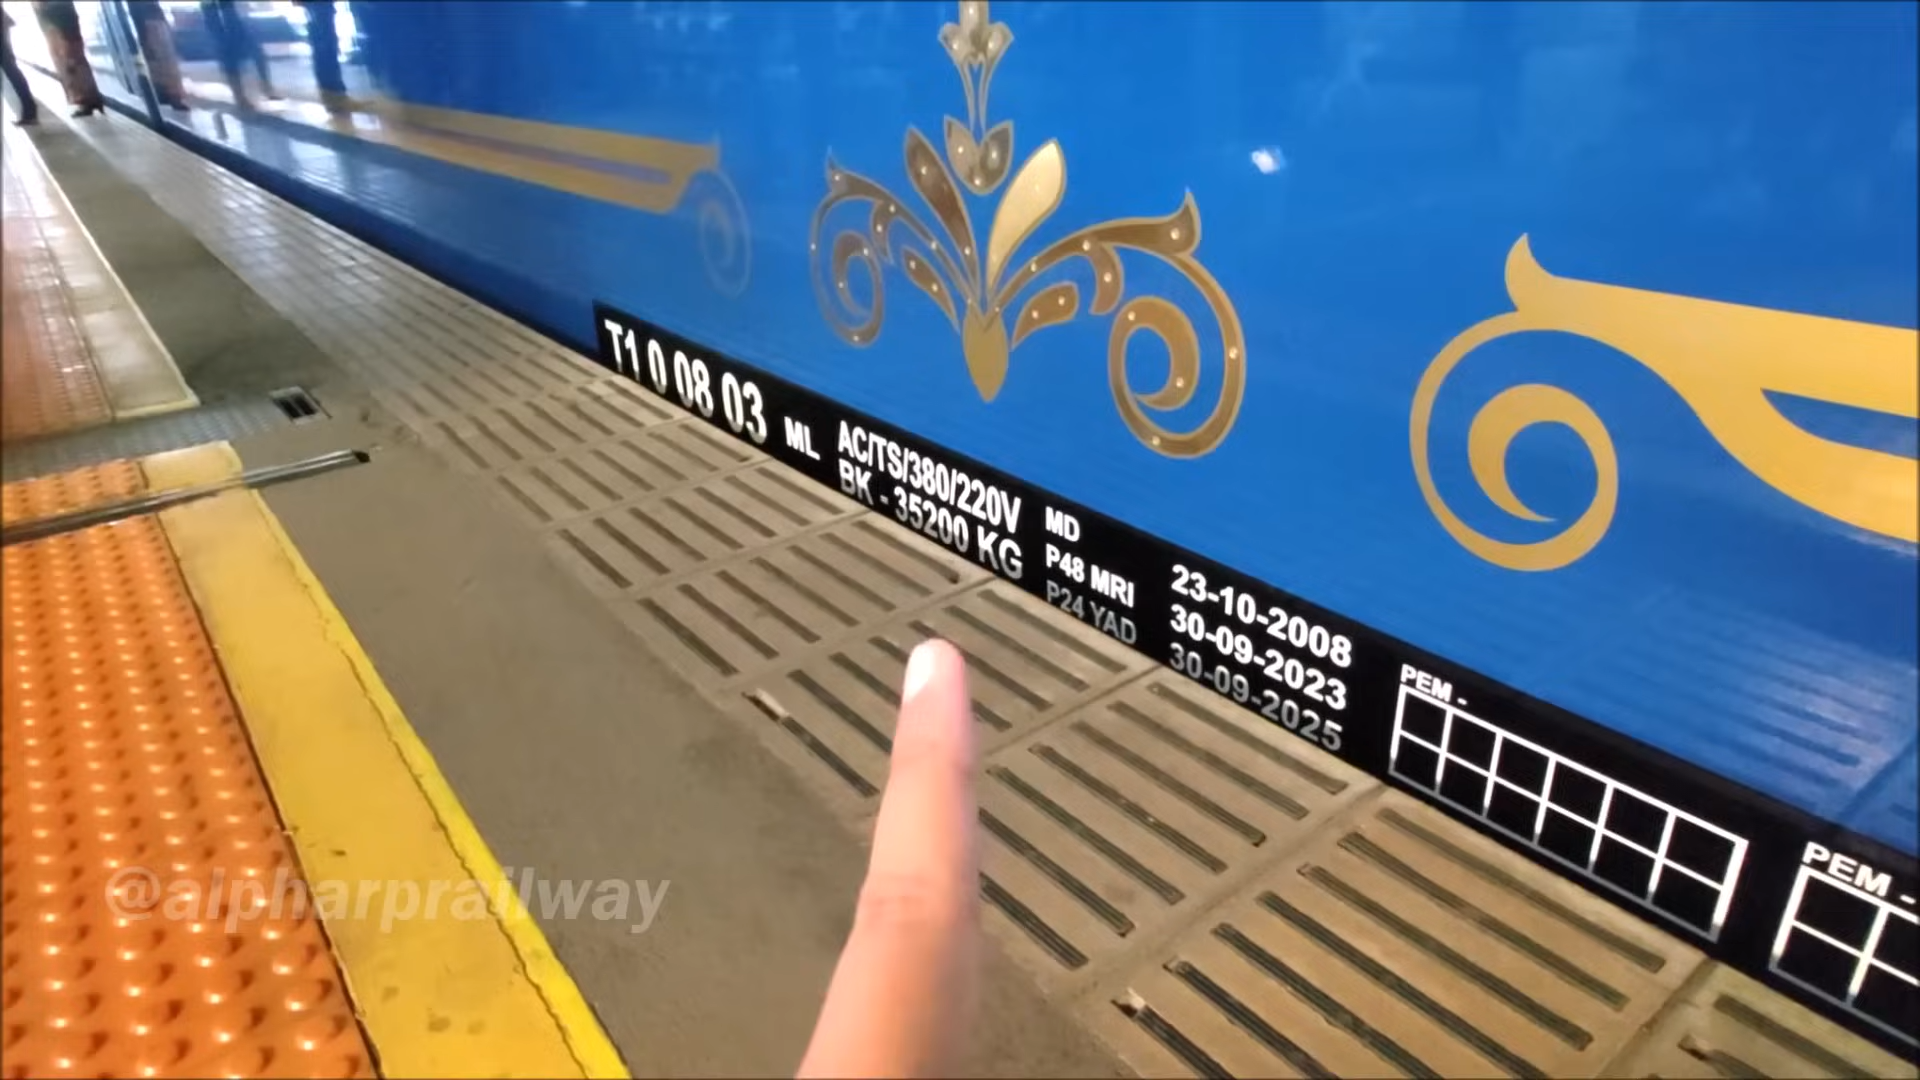 T1 0 08 03 ML
AC/TS/380/220V
BK - 35200 KG
MD 23-10-2008
P48 MRI 30-09-2023
P24 YAD 30-09-2025
PEM -
PEM -
@alpharprailway